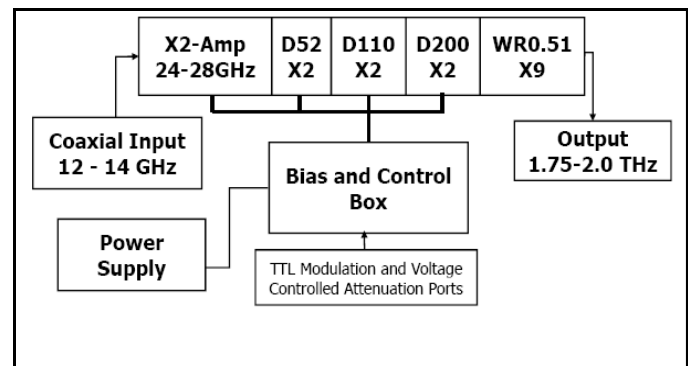 X2-Amp
24-28GHz
D52
X2
D110
X2
D200
X2
WR0.51
X9
Coaxial Input
12 - 14 GHz
Output
1.75-2.0 THz
Bias and Control
Box
Power
Supply
TTL Modulation and Voltage
Controlled Attenuation Ports